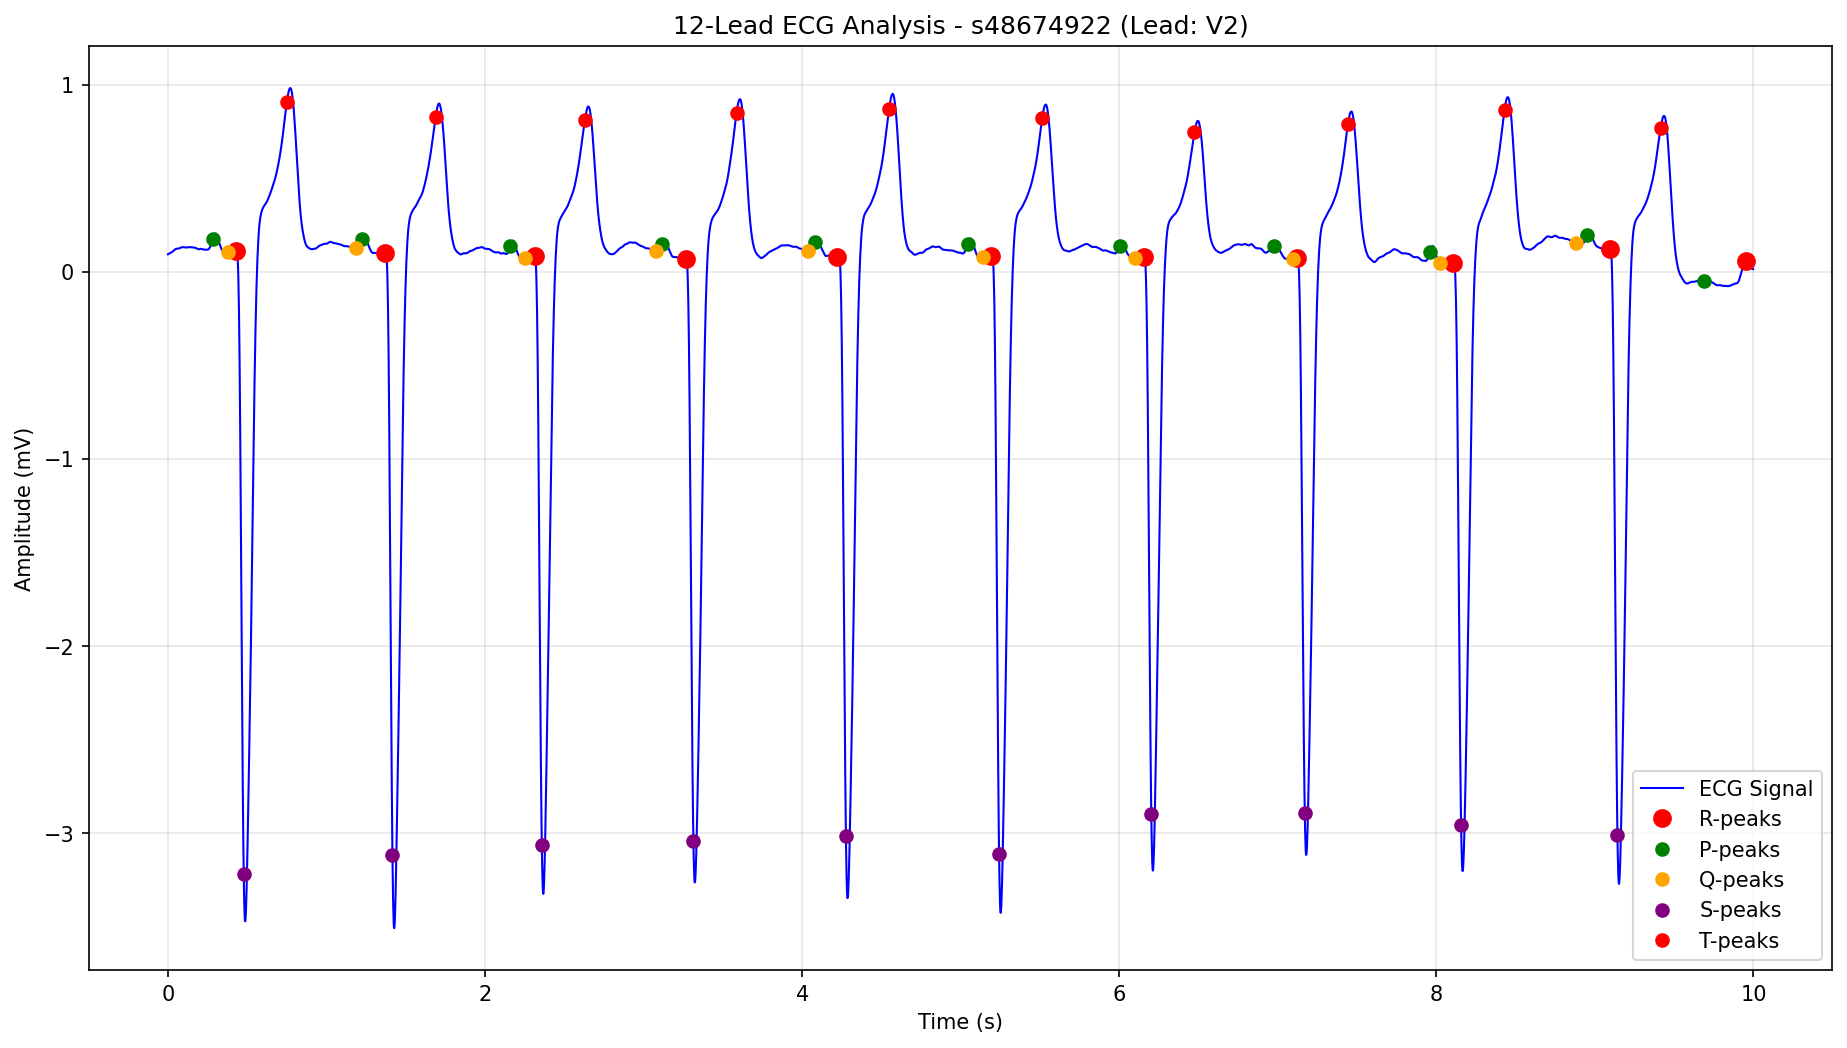 12-Lead ECG Analysis - s48674922 (Lead: V2)
Amplitude (mV)
1
0
−1
−2
−3
0
2
4
6
8
10
Time (s)
ECG Signal
R-peaks
P-peaks
Q-peaks
S-peaks
T-peaks